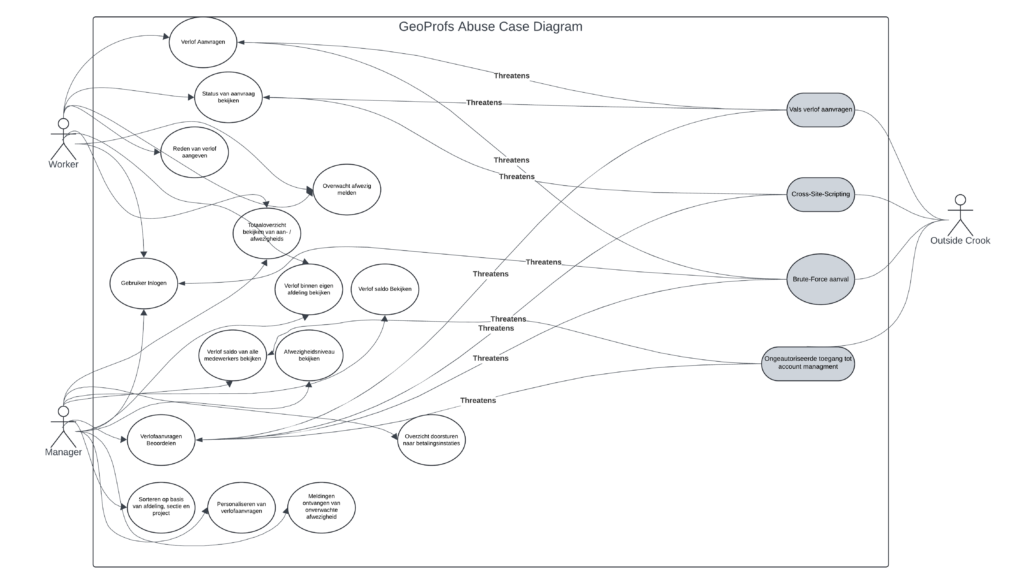 GeoProfs Abuse Case Diagram
Verlof Aanvragen
Threatens
Status van aanvraag
bekijken
Threatens
Vals verlof aanvragen
Worker
Reden van verlof
aangeven
Threatens
Threatens
Overwacht afwezig
melden
Cross-Site-Scripting
Outside Crook
Totaaloverzicht
bekijken van aan- /
afwezigheids
Threatens
Threatens
Gebruiker Inlogen
Verlof binnen eigen
afdeling bekijken
Verlof saldo Bekijken
Brute-Force aanval
Threatens
Threatens
Verlof saldo van alle
medewerkers bekijken
Afwezigheidsniveau
bekijken
Threatens
Ongeautoriseerde toegang tot
account managment
Threatens
Manager
Verlofaanvragen
Beoordelen
Overzicht doorsturen
naar betalingsinstaties
Sorteren op basis
van afdeling, sectie en
project
Personaliseren van
verlofaanvragen
Meldingen
ontvangen van
onverwachte
afwezigheid